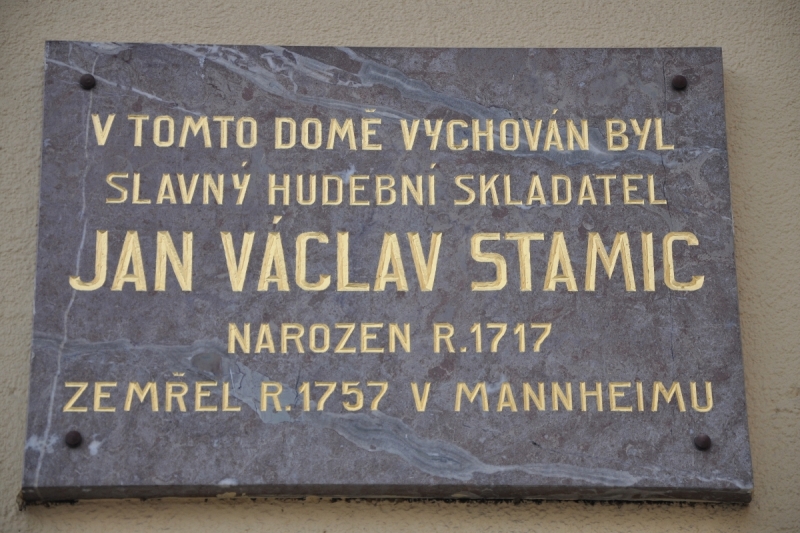 V TOMTO DOMĚ VYCHOVÁN BYL
SLAVNÝ HUDEBNÍ SKLADATEL
JAN VÁCLAV STAMIC
NAROZEN R.1717
ZEMŘEL R.1757 V MANNHEIMU